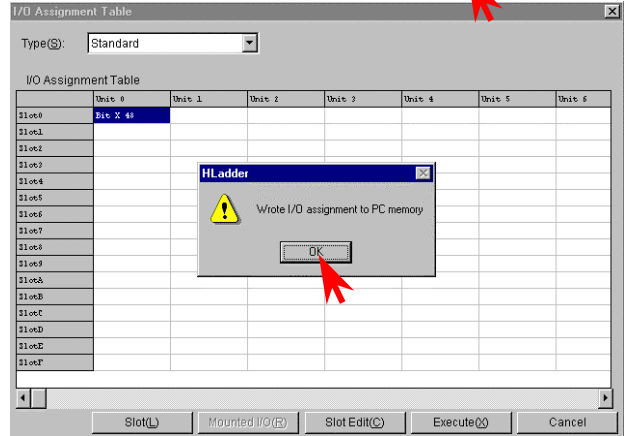 I/O Assignment Table
Type(S): Standard
I/O Assignment Table
Unit 0 Unit 1 Unit 2 Unit 3 Unit 4 Unit 5 Unit 6
Slot0 Bit X 48
Slot1
Slot2
Slot3
Slot4
Slot5
Slot6
Slot7
Slot8
Slot9
SlotA
SlotB
SlotC
SlotD
SlotE
SlotF
HLadder
Wrote I/O assignment to PC memory
OK
Slot(L) Mounted I/O(R) Slot Edit(C) Execute(X) Cancel